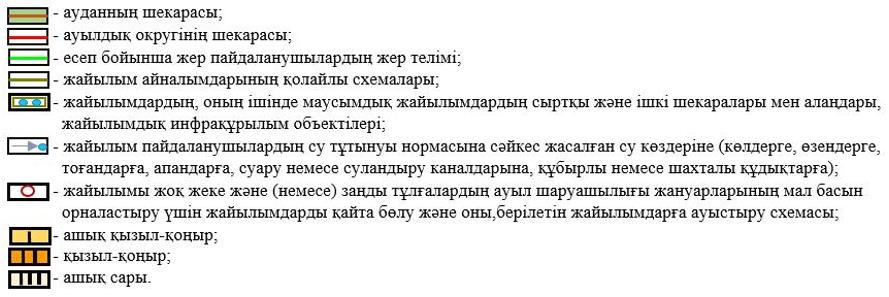 - ауданның шекарасы;
- ауылдық округінің шекарасы;
- есеп бойынша жер пайдаланушылардың жер телімі;
- жайылым айналымдарының қолайлы схемалары;
- жайылымдардың, оның ішінде маусымдық жайылымдардың сыртқы және ішкі шекаралары мен алаңдары,
жайылымдық инфрақұрылым объектілері;
- жайылым пайдаланушылардың су тұтынуы нормасына сәйкес жасалған су көздеріне (көлдерге, өзендерге,
тоғандарға, апандарға, суару немесе суландыру каналдарына, құбырлы немесе шахталы құдықтарға);
- жайылымы жоқ жеке және (немесе) заңды тұлғалардың ауыл шаруашылығы жануарларының мал басын
орналастыру үшін жайылымдарды қайта бөлу және оны,берілетін жайылымдарға ауыстыру схемасы;
- ашық қызыл-қоңыр;
- қызыл-қоңыр;
- ашық сары.